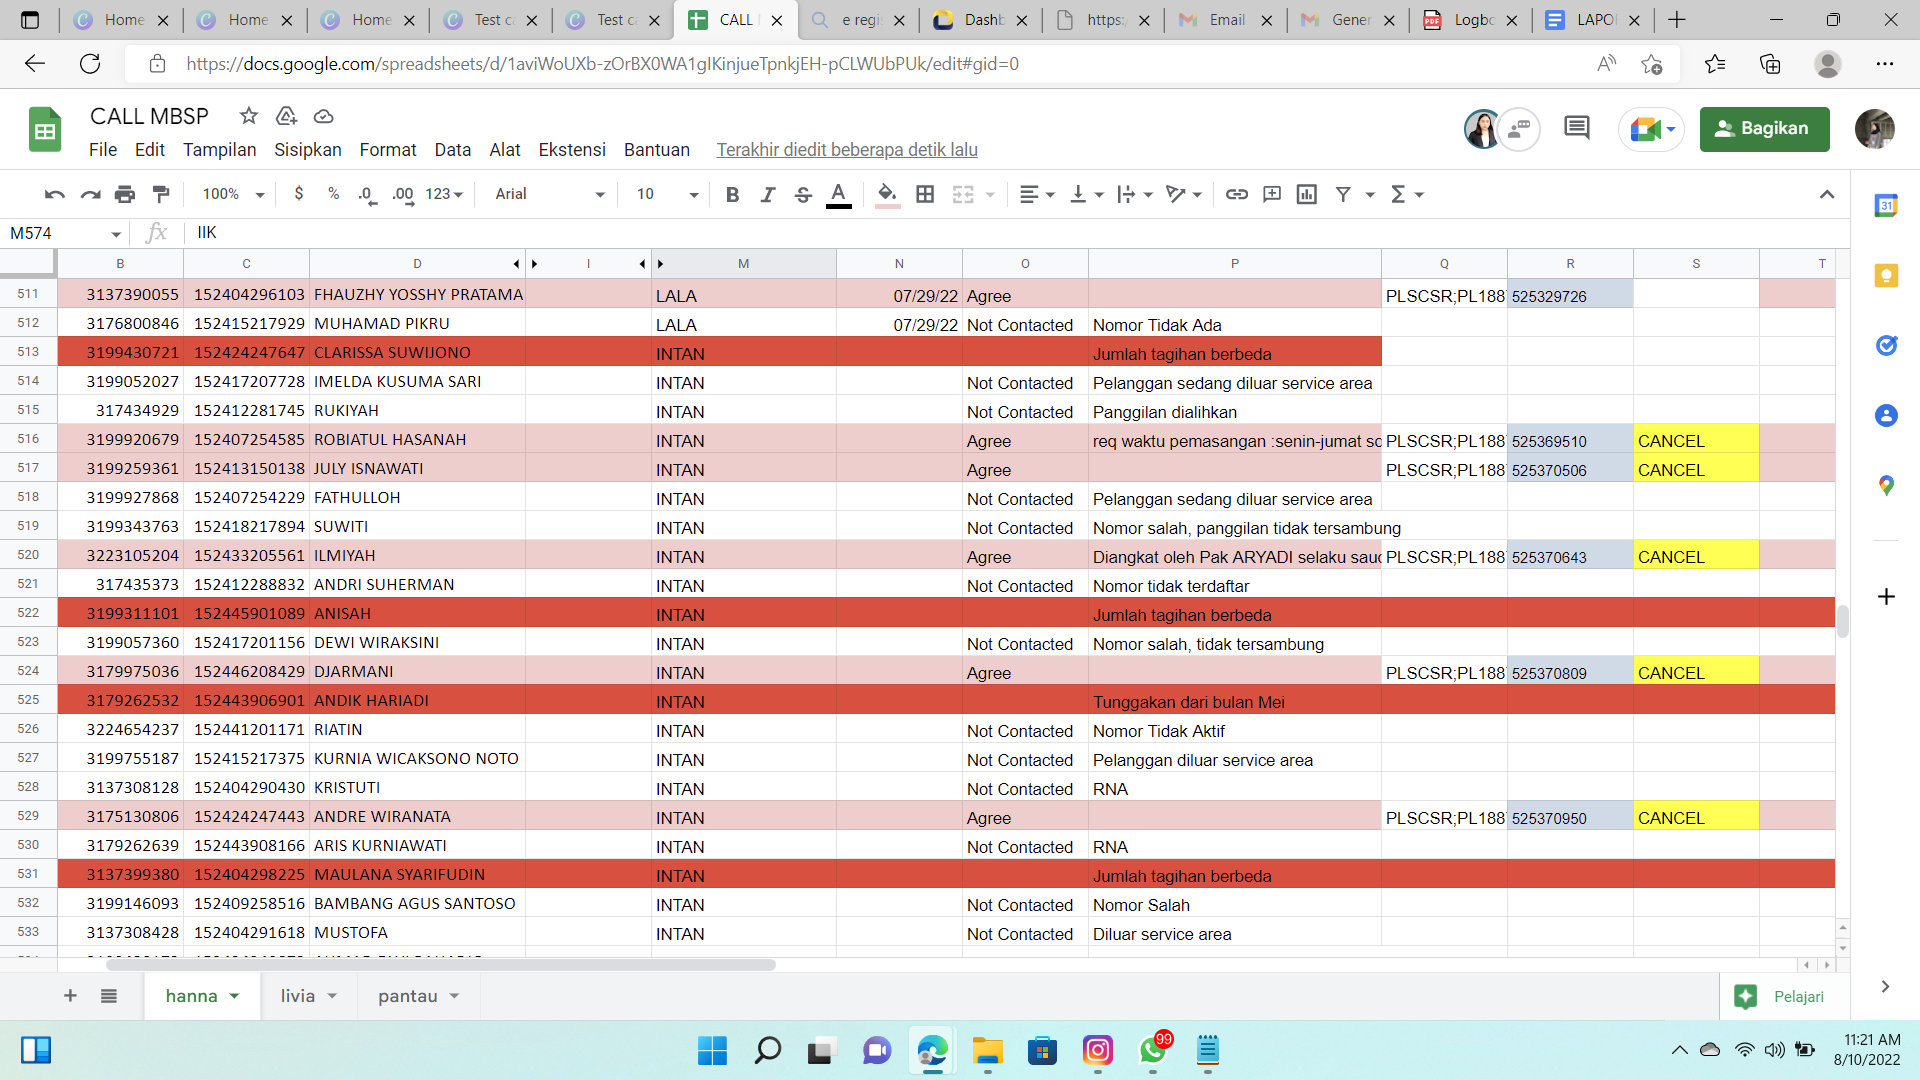 Home
Home
Home
Test ca
Test ca
CALL
e regis
Dashb
https:
Email
Gener
Logbo
LAPO
https://docs.google.com/spreadsheets/d/1aviWoUXb-zOrBX0WA1gIKinjueTpnkjEH-pCLWUbPUk/edit#gid=0
CALL MBSP
File Edit Tampilan Sisipkan Format Data Alat Ekstensi Bantuan Terakhir diedit beberapa detik lalu
Bagikan
100% $ % .0 .00 123 Arial 10 B I S A
M574 fx IIK
B C D I M N O P Q R S T
511 3137390055 152404296103 FHAUZHY YOSSHY PRATAMA LALA 07/29/22 Agree PLSCSR;PL188 525329726
512 3176800846 152415217929 MUHAMAD PIKRU LALA 07/29/22 Not Contacted Nomor Tidak Ada
513 3199430721 152424247647 CLARISSA SUWIJONO INTAN Jumlah tagihan berbeda
514 3199052027 152417207728 IMELDA KUSUMA SARI INTAN Not Contacted Pelanggan sedang diluar service area
515 317434929 152412281745 RUKIYAH INTAN Not Contacted Panggilan dialihkan
516 3199920679 152407254585 ROBIATUL HASANAH INTAN Agree req waktu pemasangan :senin-jumat so PLSCSR;PL188 525369510 CANCEL
517 3199259361 152413150138 JULY ISNAWATI INTAN Agree PLSCSR;PL188 525370506 CANCEL
518 3199927868 152407254229 FATHULLOH INTAN Not Contacted Pelanggan sedang diluar service area
519 3199343763 152418217894 SUWITI INTAN Not Contacted Nomor salah, panggilan tidak tersambung
520 3223105204 152433205561 ILMIYAH INTAN Agree Diangkat oleh Pak ARYADI selaku sauc PLSCSR;PL188 525370643 CANCEL
521 317435373 152412288832 ANDRI SUHERMAN INTAN Not Contacted Nomor tidak terdaftar
522 3199311101 152445901089 ANISAH INTAN Jumlah tagihan berbeda
523 3199057360 152417201156 DEWI WIRAKSINI INTAN Not Contacted Nomor salah, tidak tersambung
524 3179975036 152446208429 DJARMANI INTAN Agree PLSCSR;PL188 525370809 CANCEL
525 3179262532 152443906901 ANDIK HARIADI INTAN Tunggakan dari bulan Mei
526 3224654237 152441201171 RIATIN INTAN Not Contacted Nomor Tidak Aktif
527 3199755187 152415217375 KURNIA WICAKSONO NOTO INTAN Not Contacted Pelanggan diluar service area
528 3137308128 152404290430 KRISTUTI INTAN Not Contacted RNA
529 3175130806 152424247443 ANDRE WIRANATA INTAN Agree PLSCSR;PL188 525370950 CANCEL
530 3179262639 152443908166 ARIS KURNIAWATI INTAN Not Contacted RNA
531 3137399380 152404298225 MAULANA SYARIFUDIN INTAN Jumlah tagihan berbeda
532 3199146093 152409258516 BAMBANG AGUS SANTOSO INTAN Not Contacted Nomor Salah
533 3137308428 152404291618 MUSTOFA INTAN Not Contacted Diluar service area
hanna livia pantau Pelajari
99
11:21 AM
8/10/2022